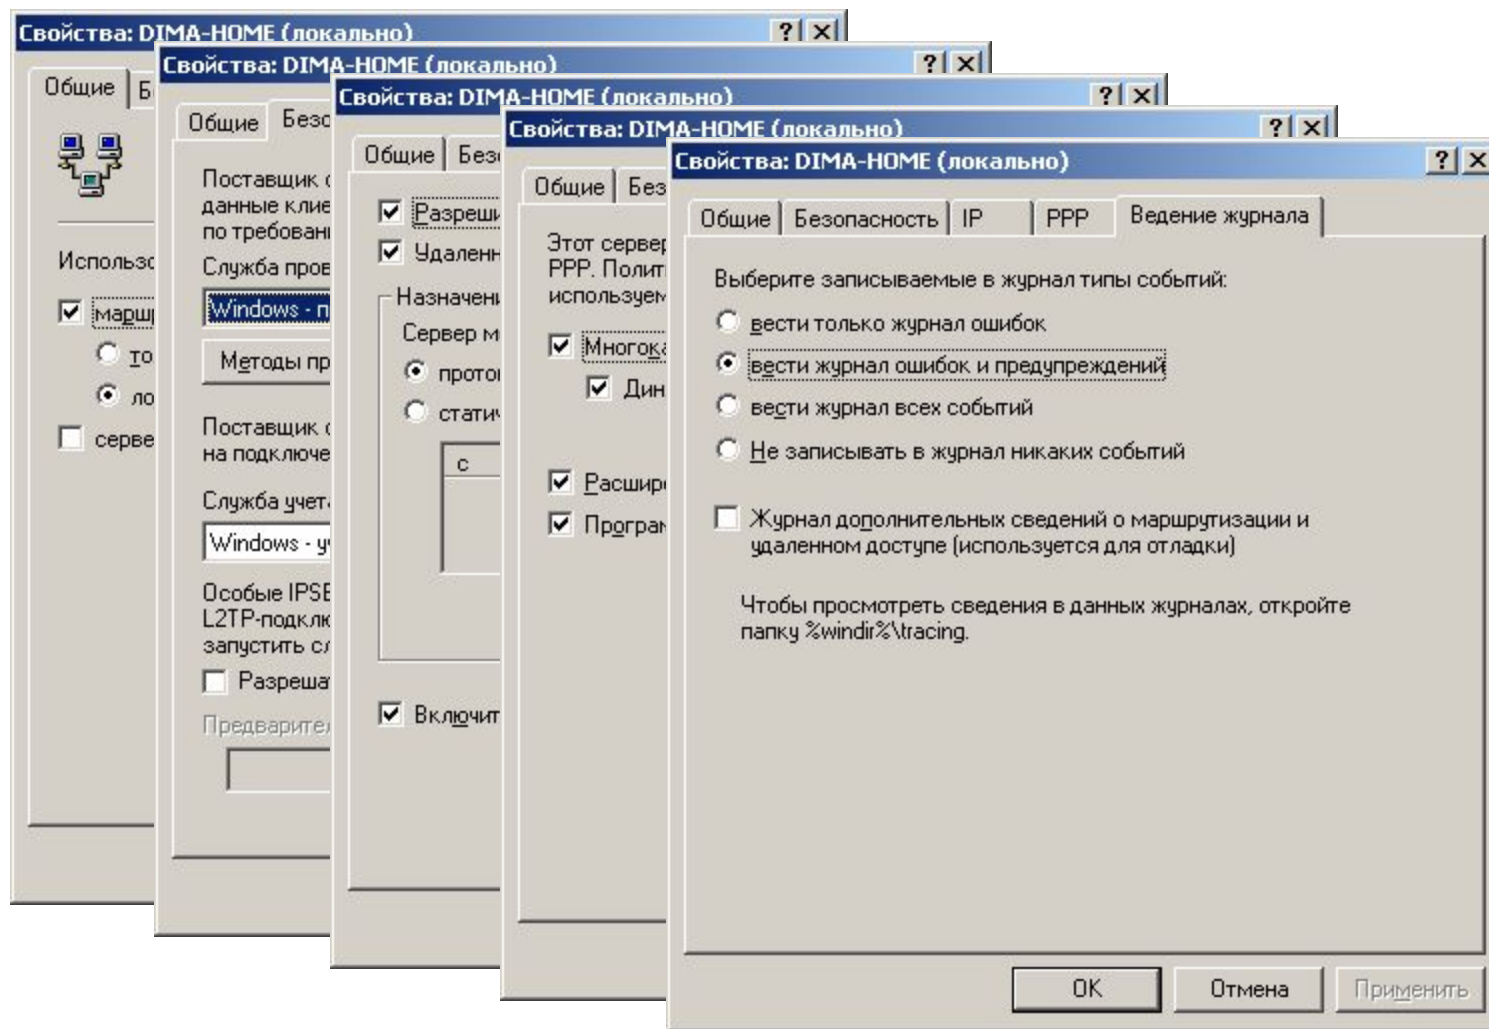 Свойства: DIMA-HOME (локально)
Общие
Использо
марш
то
ло
серве
Свойства: DIMA-HOME (локально)
Общие
Безо
Поставщик с
данные клие
по требован
Служба пров
Windows - п
Методы пр
Поставщик с
на подключе
Служба учет
Windows - у
Особые IPSE
L2TP-подклю
запустить сл
Разреша
Предварите
Свойства: DIMA-HOME (локально)
Общие
Безо
Разреши
Удаленн
Назначени
Сервер м
прото
статич
с
Включит
Свойства: DIMA-HOME (локально)
Общие
Без
Этот сервер
PPP. Полит
используем
Многока
Дин
Расшире
Програм
Свойства: DIMA-HOME (локально)
Общие Безопасность IP PPP Ведение журнала
Выберите записываемые в журнал типы событий:
вести только журнал ошибок
вести журнал ошибок и предупреждений
вести журнал всех событий
Не записывать в журнал никаких событий
Журнал дополнительных сведений о маршрутизации и
удаленном доступе (используется для отладки)
Чтобы просмотреть сведения в данных журналах, откройте
папку %windir%\tracing.
OK Отмена Применить